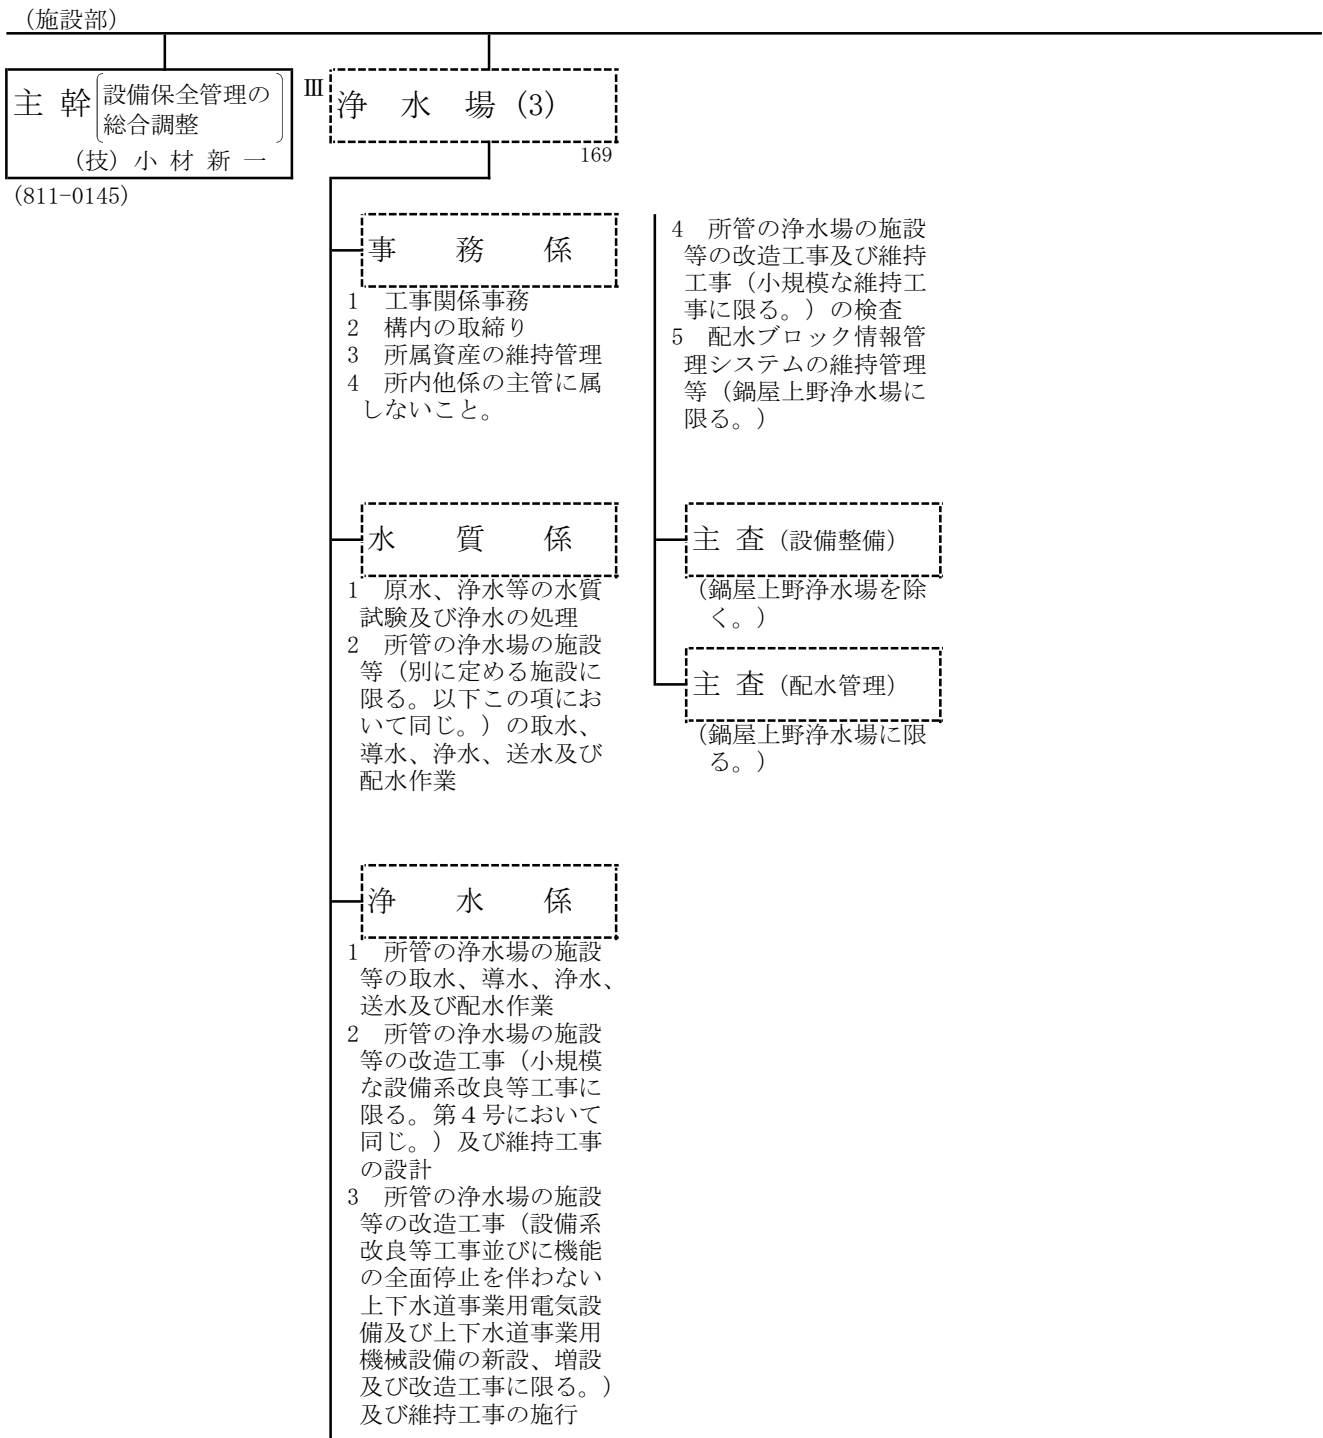 (施設部)
主幹
設備保全管理の
総合調整
(技) 小材新一
(811-0145)
Ⅲ
浄水場(3)
169
事務係
1 工事関係事務
2 構内の取締り
3 所属資産の維持管理
4 所内他係の主管に属
しないこと。
水質係
1 原水、浄水等の水質
試験及び浄水の処理
2 所管の浄水場の施設
等(別に定める施設に
限る。以下この項にお
いて同じ。)の取水、
導水、浄水、送水及び
配水作業
浄水係
1 所管の浄水場の施設
等の取水、導水、浄水、
送水及び配水作業
2 所管の浄水場の施設
等の改造工事(小規模
な設備系改良等工事に
限る。第4号において
同じ。)及び維持工事
の設計
3 所管の浄水場の施設
等の改造工事(設備系
改良等工事並びに機能
の全面停止を伴わない
上下水道事業用電気設
備及び上下水道事業用
機械設備の新設、増設
及び改造工事に限る。)
及び維持工事の施行
4 所管の浄水場の施設
等の改造工事及び維持
工事(小規模な維持工
事に限る。)の検査
5 配水ブロック情報管
理システムの維持管理
等(鍋屋上野浄水場に
限る。)
主査(設備整備)
(鍋屋上野浄水場を除
く。)
主査(配水管理)
(鍋屋上野浄水場に限
る。)